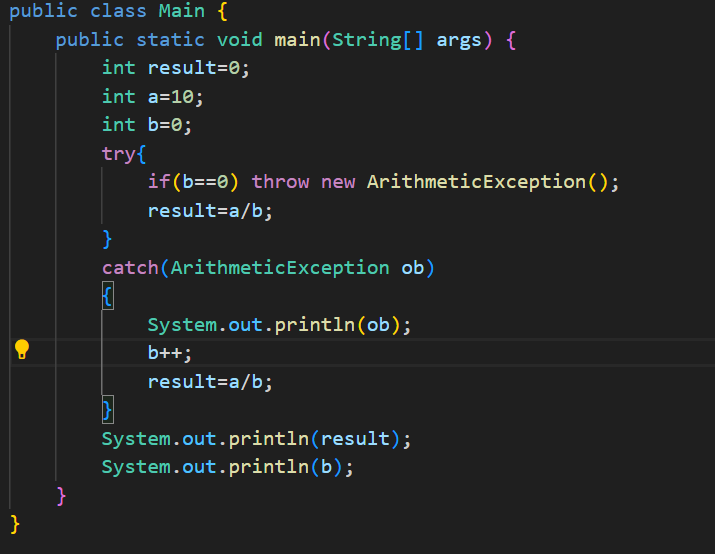 public class Main {
    public static void main(String[] args) {
        int result=0;
        int a=10;
        int b=0;
        try{
            if(b==0) throw new ArithmeticException();
            result=a/b;
        }
        catch(ArithmeticException ob)
        {
            System.out.println(ob);
            b++;
            result=a/b;
        }
        System.out.println(result);
        System.out.println(b);
    }
}